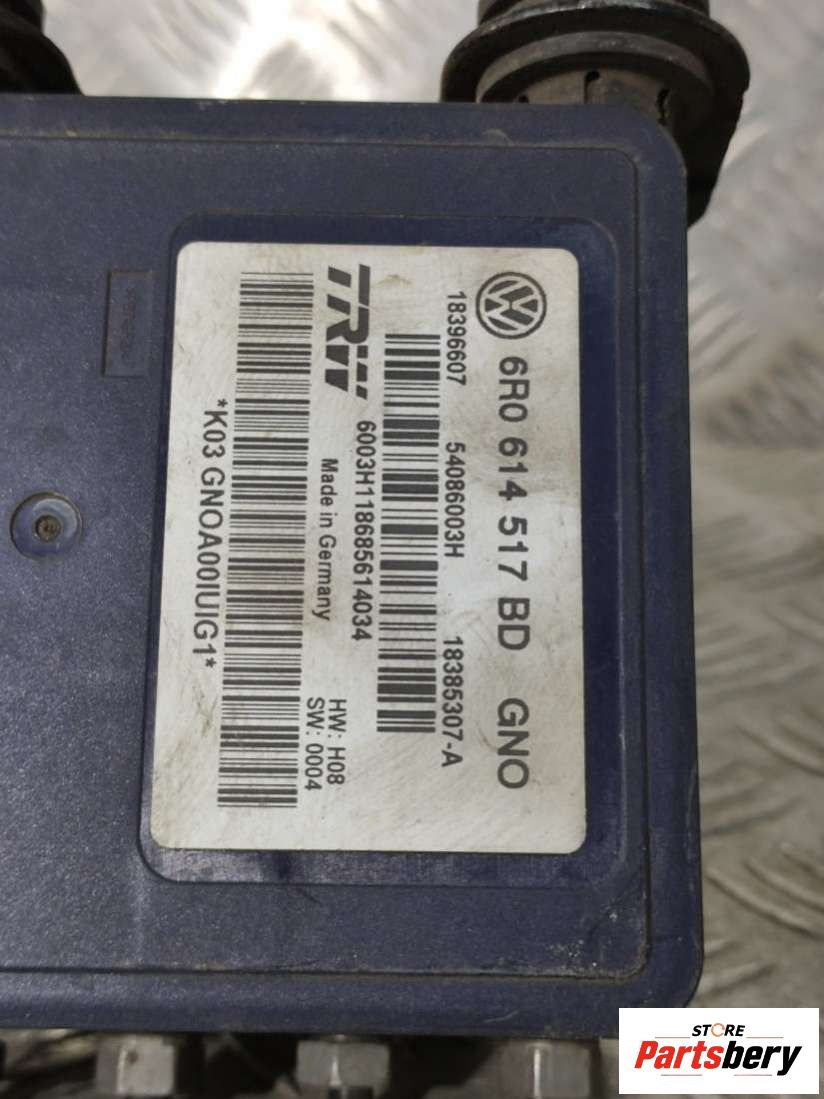 6R0 614 517 BD GNO
18396607 54086003H 18385307-A
6003H118685614034
TRW Made in Germany HW: H08
SW: 0004
*K03 GNOA00IUIG1*
STORE
Partsbery